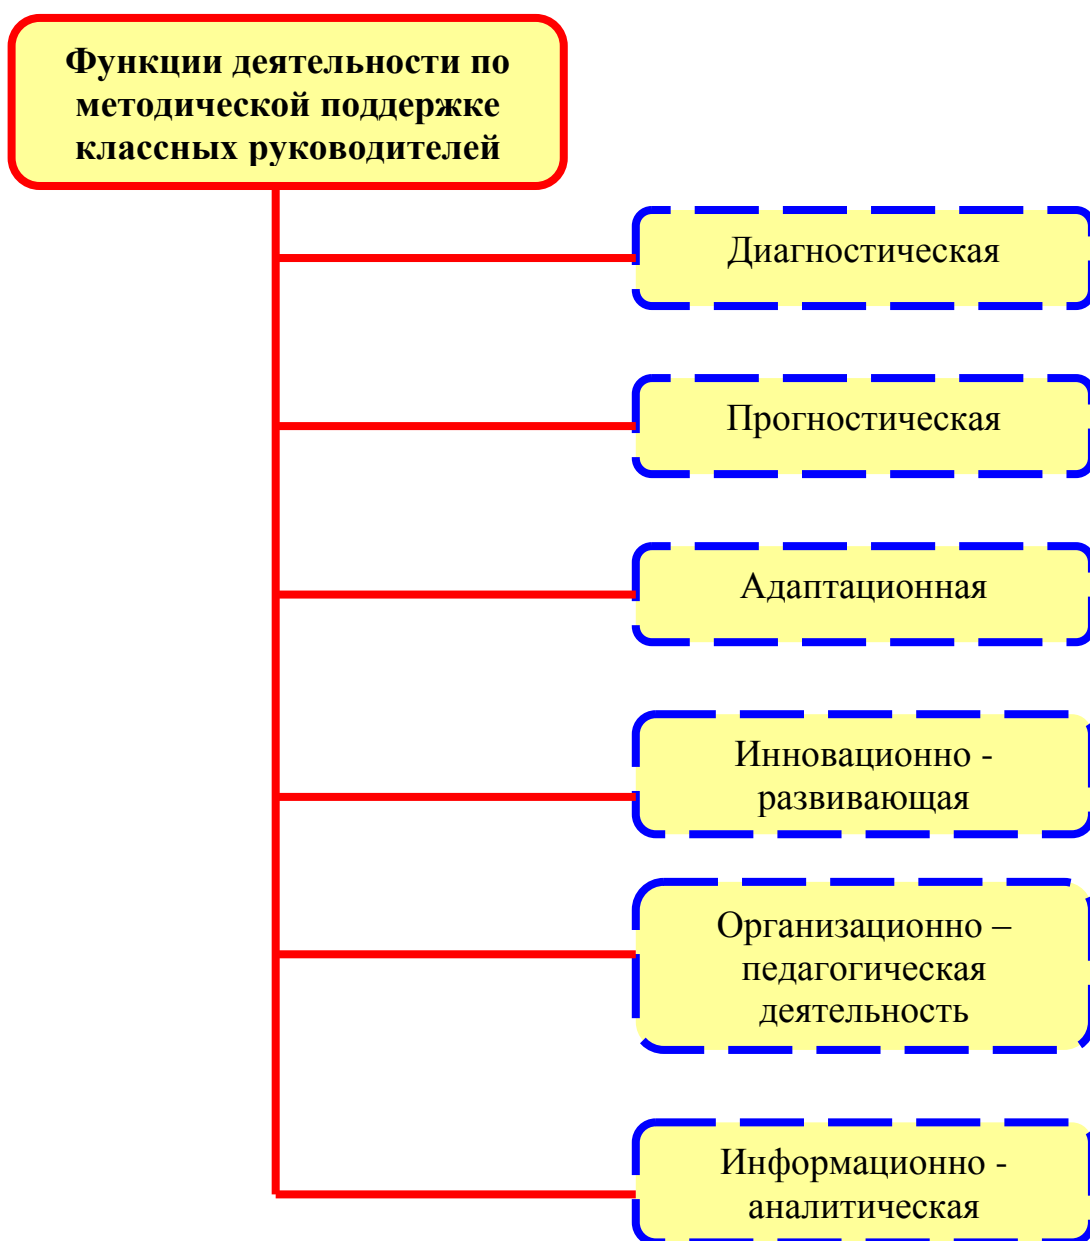 Функции деятельности по
методической поддержке
классных руководителей
Диагностическая
Прогностическая
Адаптационная
Инновационно -
развивающая
Организационно –
педагогическая
деятельность
Информационно -
аналитическая